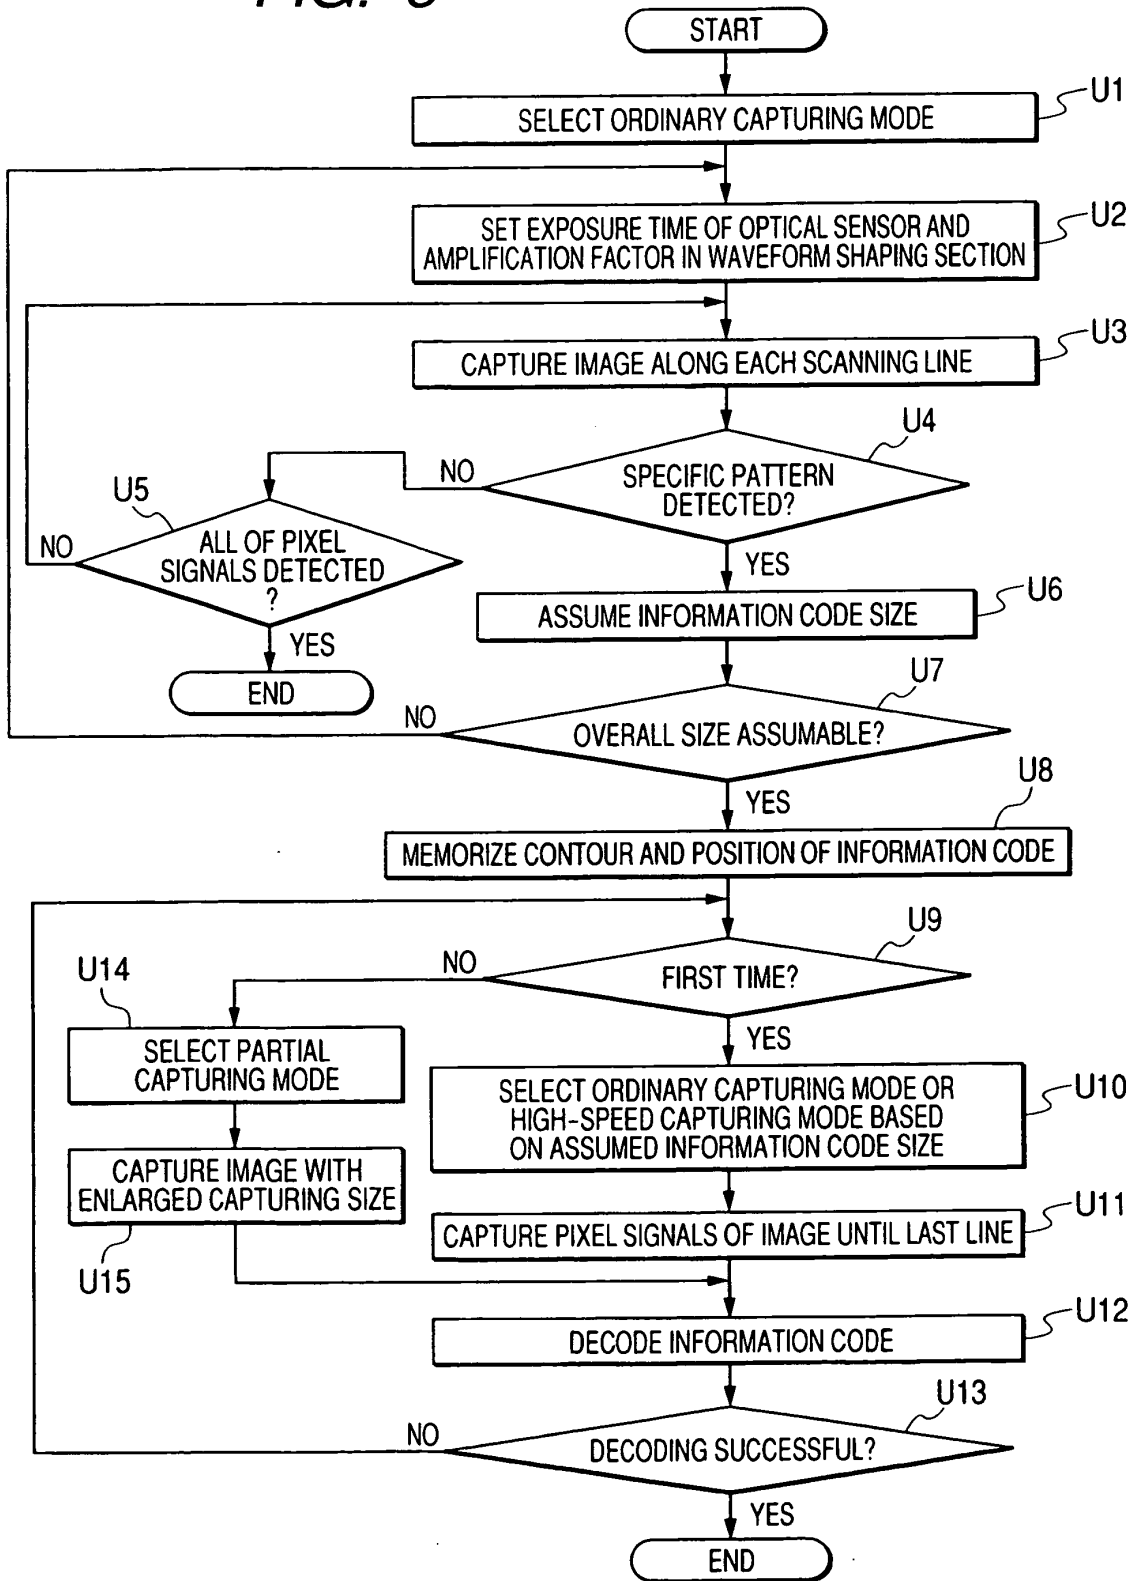 START
U1
SELECT ORDINARY CAPTURING MODE
U2
SET EXPOSURE TIME OF OPTICAL SENSOR AND
AMPLIFICATION FACTOR IN WAVEFORM SHAPING SECTION
U3
CAPTURE IMAGE ALONG EACH SCANNING LINE
U4
SPECIFIC PATTERN
DETECTED?
NO
YES
U5
ALL OF PIXEL
SIGNALS DETECTED
?
NO
YES
END
U6
ASSUME INFORMATION CODE SIZE
U7
OVERALL SIZE ASSUMABLE?
NO
YES
U8
MEMORIZE CONTOUR AND POSITION OF INFORMATION CODE
U9
FIRST TIME?
NO
YES
U14
SELECT PARTIAL
CAPTURING MODE
U10
SELECT ORDINARY CAPTURING MODE OR
HIGH-SPEED CAPTURING MODE BASED
ON ASSUMED INFORMATION CODE SIZE
CAPTURE IMAGE WITH
ENLARGED CAPTURING SIZE
U15
U11
CAPTURE PIXEL SIGNALS OF IMAGE UNTIL LAST LINE
U12
DECODE INFORMATION CODE
U13
DECODING SUCCESSFUL?
NO
YES
END